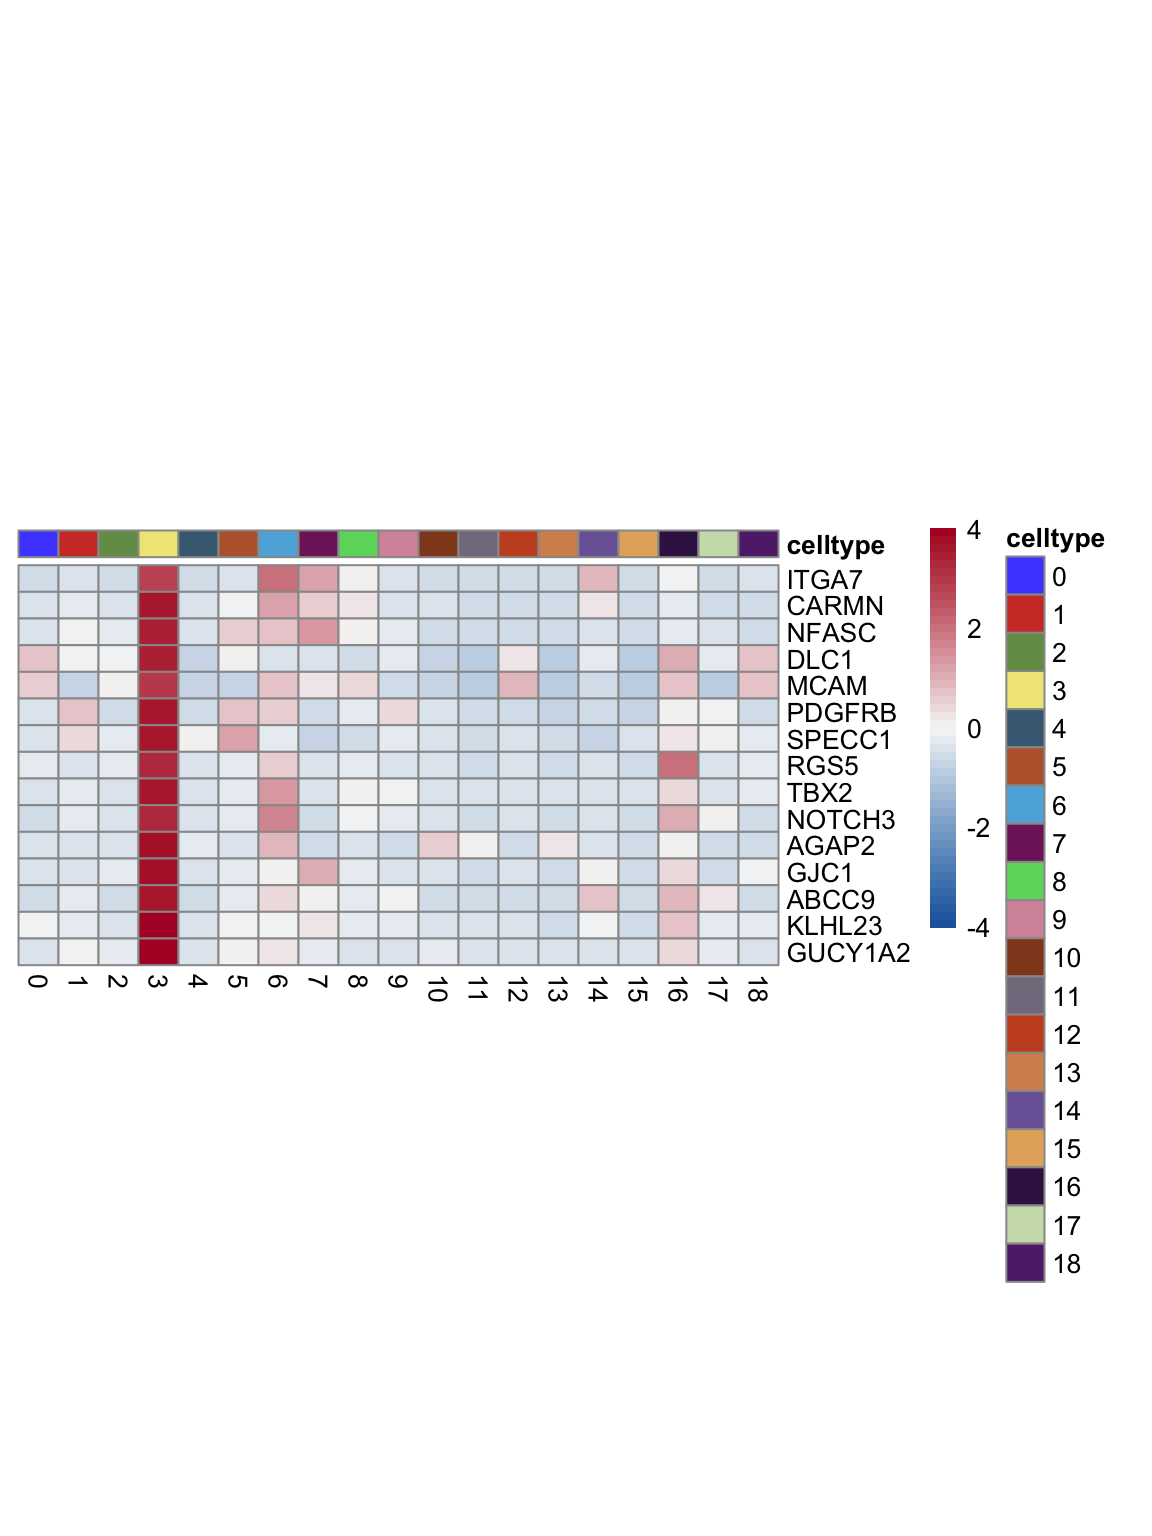 celltype
ITGA7
CARMN
NFASC
DLC1
MCAM
PDGFRB
SPECC1
RGS5
TBX2
NOTCH3
AGAP2
GJC1
ABCC9
KLHL23
GUCY1A2
0 1 2 3 4 5 6 7 8 9 10 11 12 13 14 15 16 17 18
4
2
0
-2
-4
celltype
0
1
2
3
4
5
6
7
8
9
10
11
12
13
14
15
16
17
18